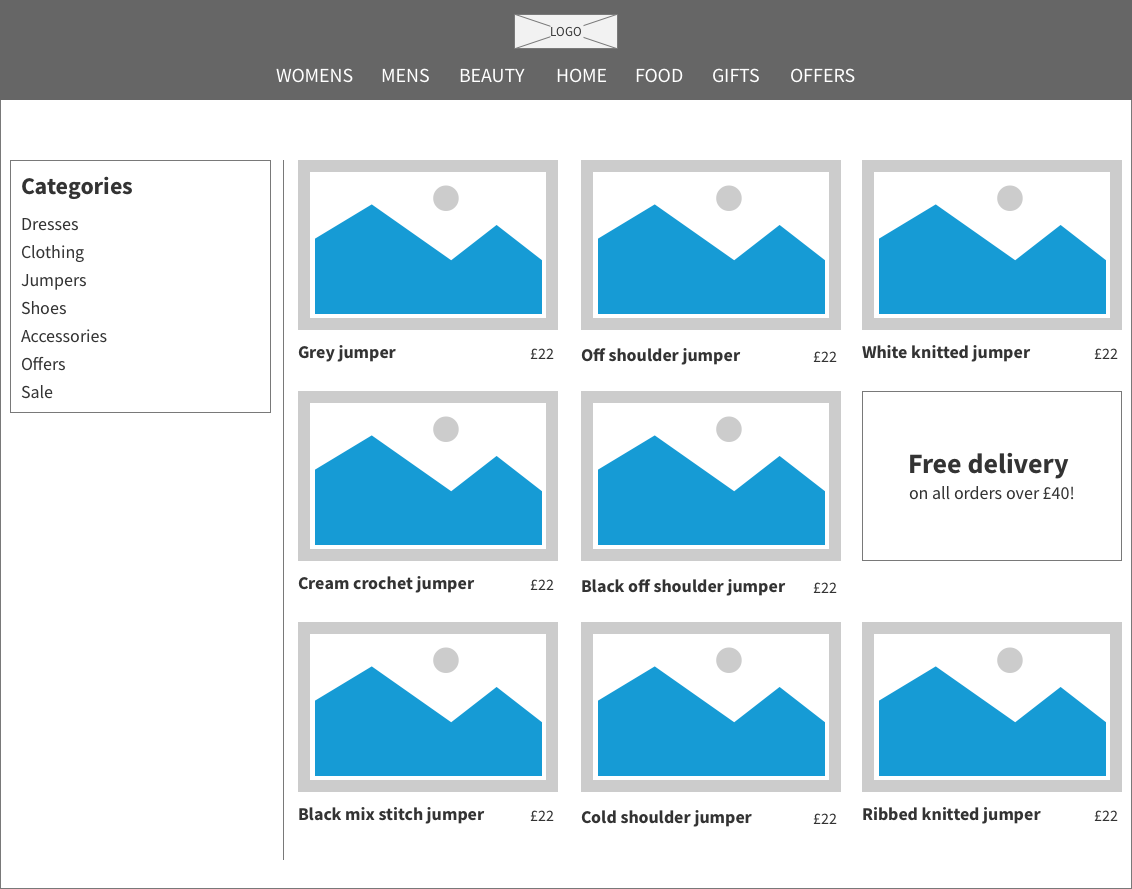 LOGO
WOMENS MENS BEAUTY HOME FOOD GIFTS OFFERS
Categories
Dresses
Clothing
Jumpers
Shoes
Accessories
Offers
Sale
Grey jumper £22
Off shoulder jumper £22
White knitted jumper £22
Cream crochet jumper £22
Black off shoulder jumper £22
Free delivery
on all orders over £40!
Black mix stitch jumper £22
Cold shoulder jumper £22
Ribbed knitted jumper £22